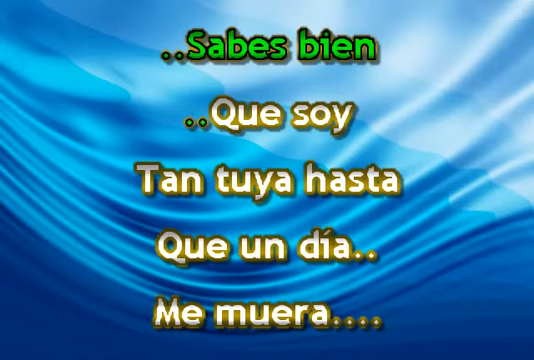 ..Sabes bien
..Que soy
Tan tuya hasta
Que un día..
Me muera....